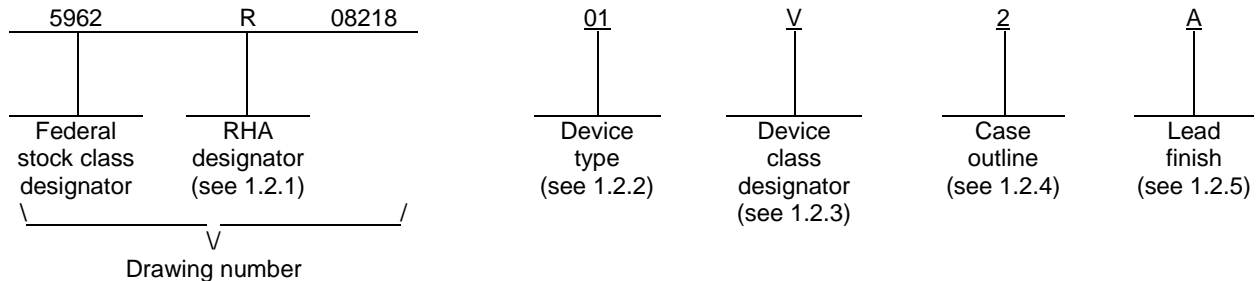 5962 R 08218 01 V 2 A
Federal stock class designator
RHA designator (see 1.2.1)
Device type (see 1.2.2)
Device class designator (see 1.2.3)
Case outline (see 1.2.4)
Lead finish (see 1.2.5)
Drawing number